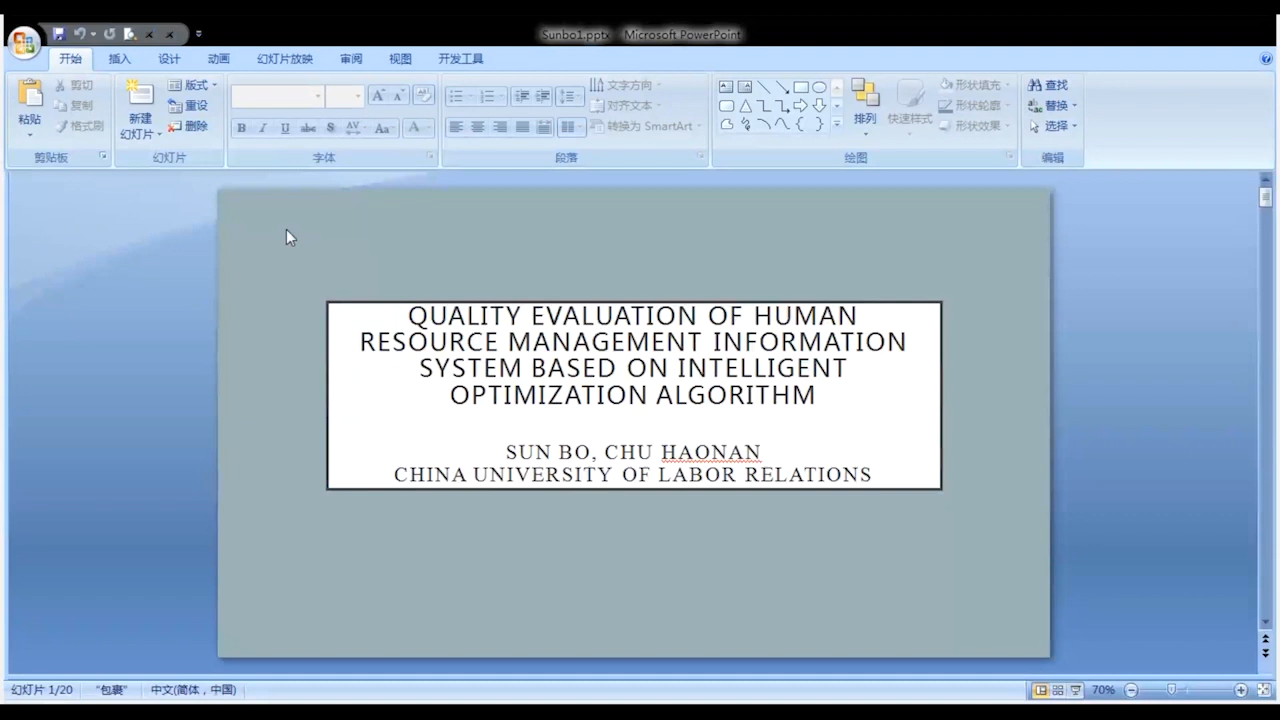 Sunbo1.pptx - Microsoft PowerPoint
开始 插入 设计 动画 幻灯片放映 审阅 视图 开发工具
粘贴
剪切
复制
格式刷
剪贴板
新建
幻灯片
版式
重设
删除
幻灯片
B I U abc S AV Aa A
字体
文字方向
对齐文本
转换为 SmartArt
段落
排列
快速样式
形状填充
形状轮廓
形状效果
绘图
查找
替换
选择
编辑
QUALITY EVALUATION OF HUMAN
RESOURCE MANAGEMENT INFORMATION
SYSTEM BASED ON INTELLIGENT
OPTIMIZATION ALGORITHM
SUN BO, CHU HAONAN
CHINA UNIVERSITY OF LABOR RELATIONS
幻灯片 1/20 "包裹" 中文(简体，中国) 70%